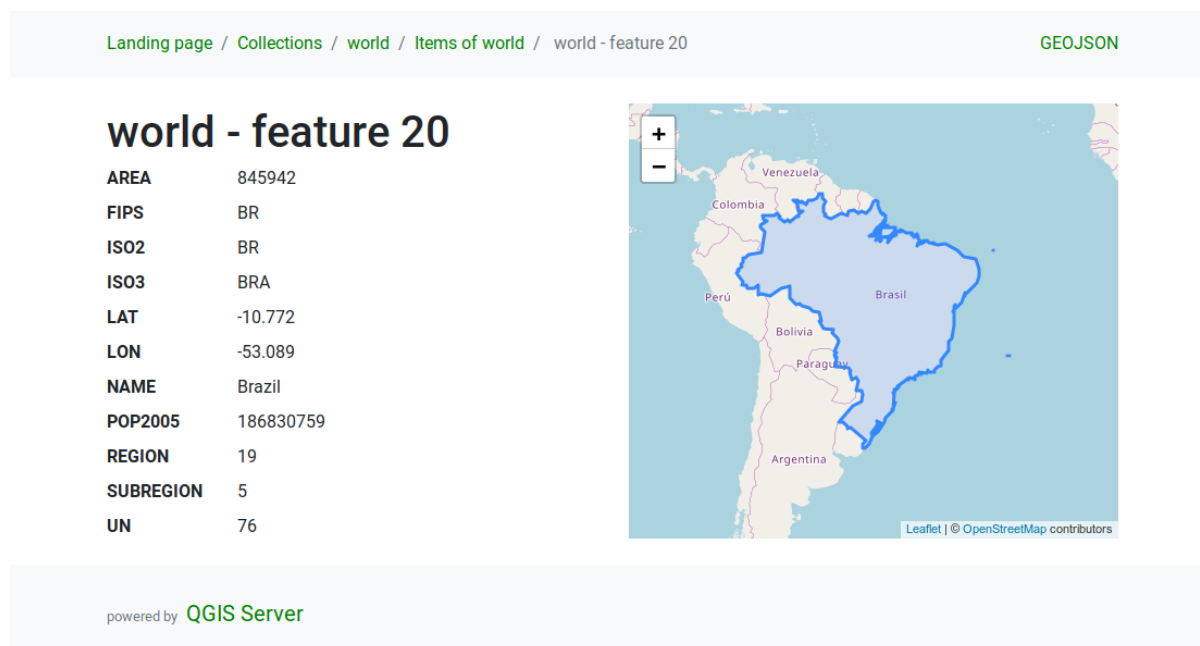 Landing page / Collections / world / Items of world / world - feature 20
GEOJSON
world - feature 20
AREA 845942
FIPS BR
ISO2 BR
ISO3 BRA
LAT -10.772
LON -53.089
NAME Brazil
POP2005 186830759
REGION 19
SUBREGION 5
UN 76
+
−
Venezuela
Colombia
Perú
Brasil
Bolivia
Paraguay
Argentina
Leaflet | © OpenStreetMap contributors
powered by QGIS Server